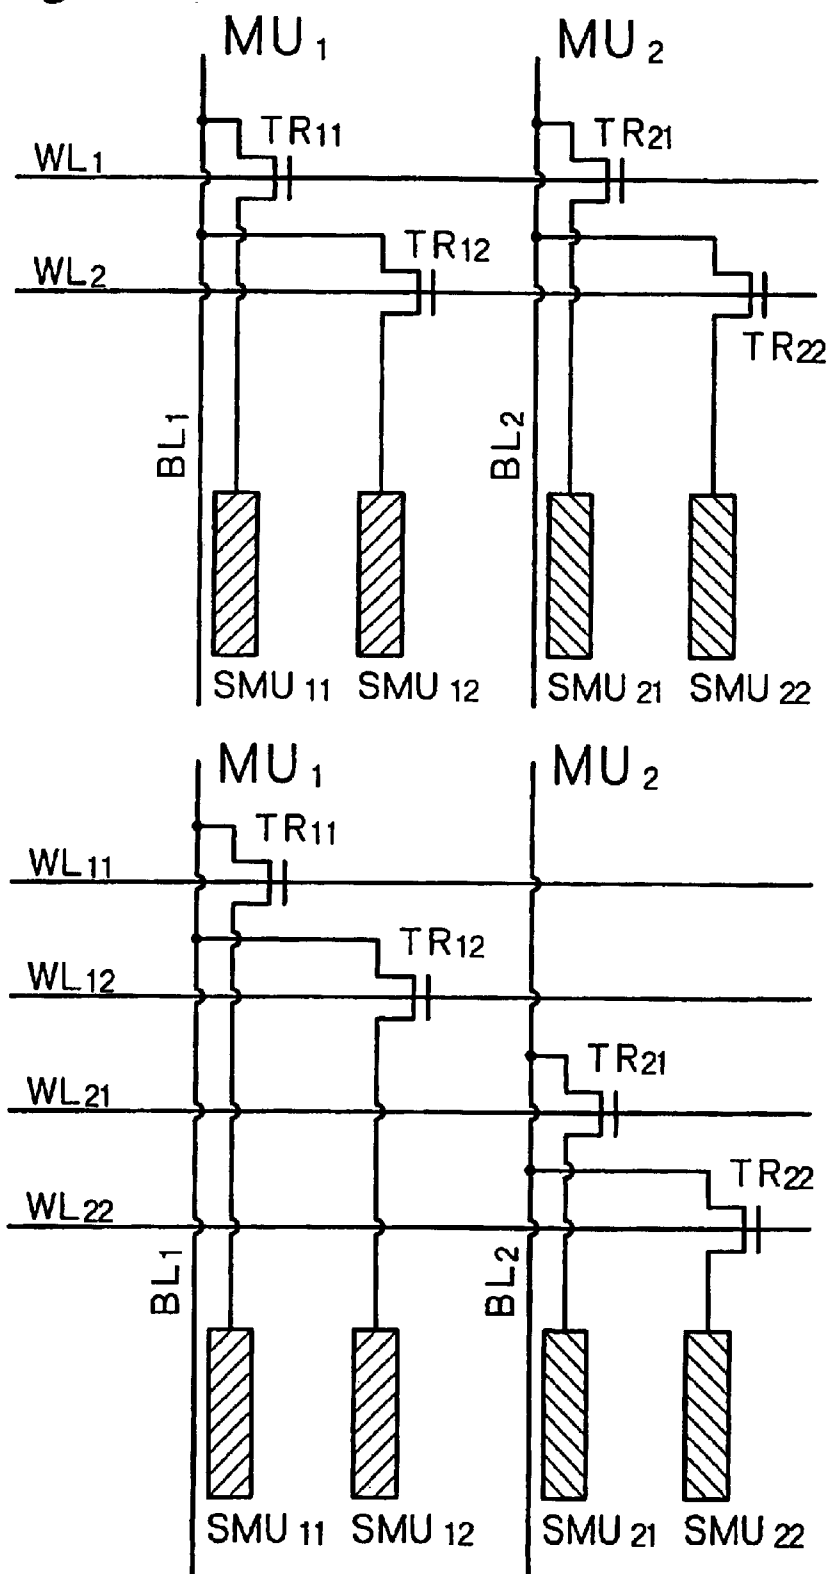 MU1 MU2
TR11 TR21
WL1
TR12
WL2
TR22
BL1 BL2
SMU11 SMU12 SMU21 SMU22
MU1 MU2
TR11
WL11
TR12
WL12
TR21
WL21
TR22
WL22
BL1 BL2
SMU11 SMU12 SMU21 SMU22